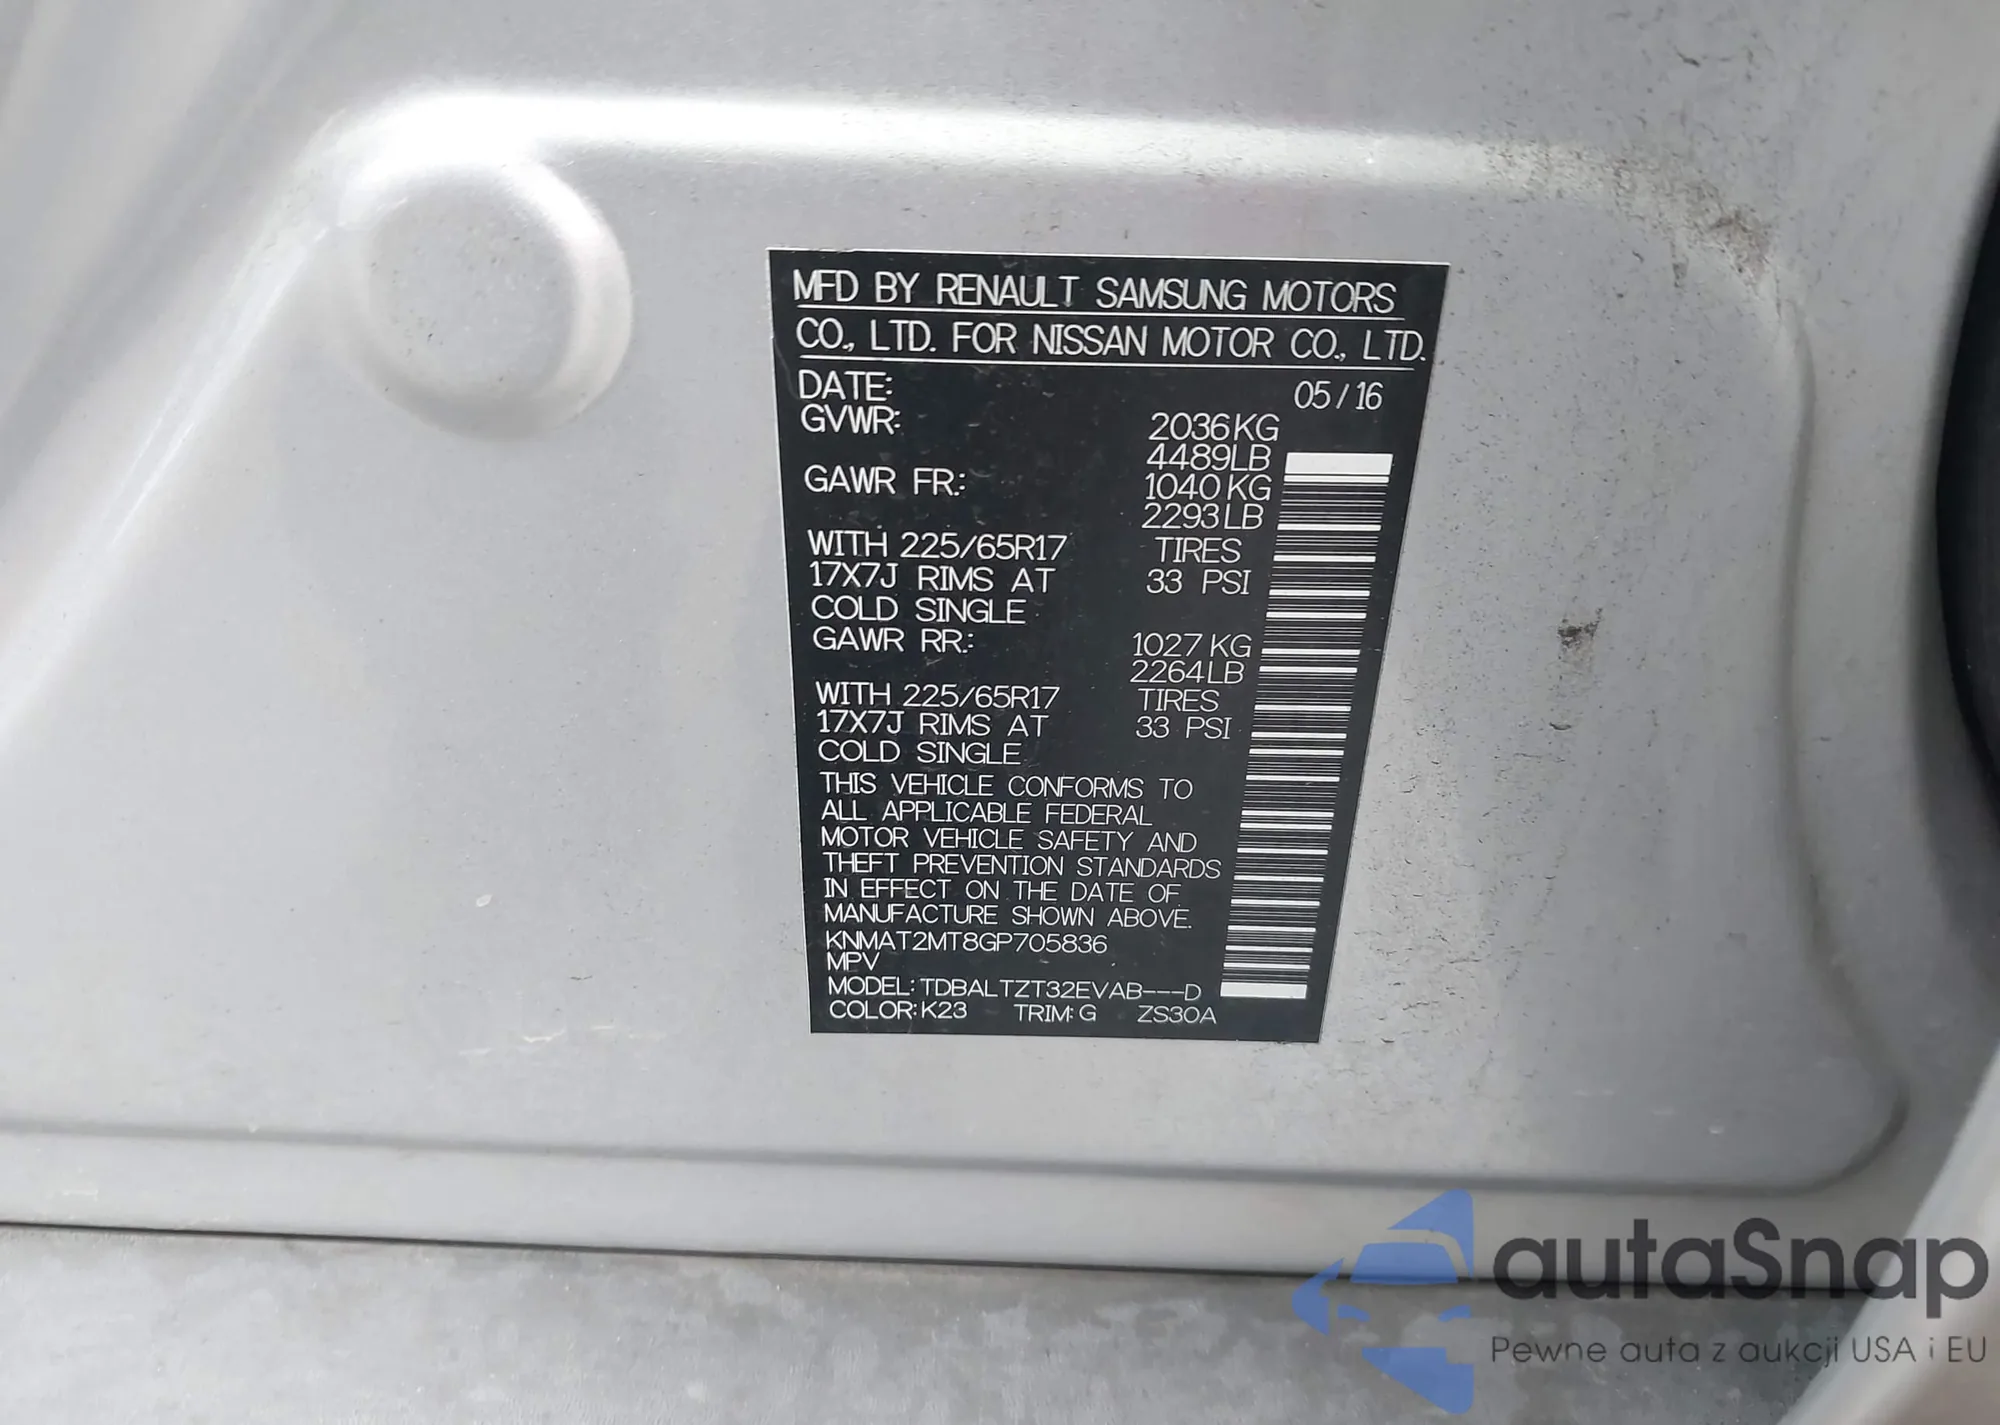 MFD BY RENAULT SAMSUNG MOTORS
CO., LTD. FOR NISSAN MOTOR CO., LTD.
DATE: 05/16
GVWR: 2036KG
4489LB
GAWR FR.: 1040KG
2293LB
WITH 225/65R17 TIRES
17X7J RIMS AT 33 PSI
COLD SINGLE
GAWR RR.: 1027KG
2264LB
WITH 225/65R17 TIRES
17X7J RIMS AT 33 PSI
COLD SINGLE
THIS VEHICLE CONFORMS TO
ALL APPLICABLE FEDERAL
MOTOR VEHICLE SAFETY AND
THEFT PREVENTION STANDARDS
IN EFFECT ON THE DATE OF
MANUFACTURE SHOWN ABOVE.
KNMAT2MT8GP705836
MPV
MODEL: TDBALTZT32EVAB---D
COLOR: K23 TRIM: G ZS30A
autaSnap
Pewne auta z aukcji USA i EU